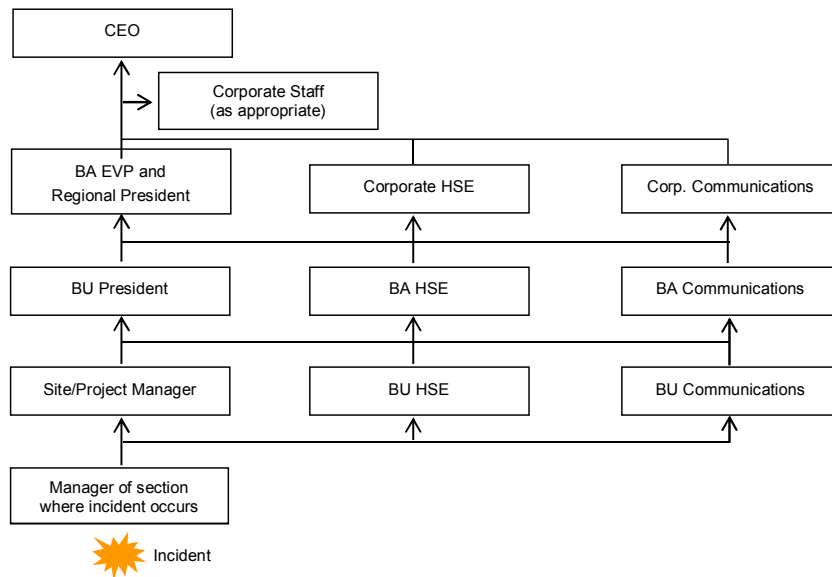 CEO
Corporate Staff
(as appropriate)
BA EVP and
Regional President
Corporate HSE
Corp. Communications
BU President
BA HSE
BA Communications
Site/Project Manager
BU HSE
BU Communications
Manager of section
where incident occurs
Incident